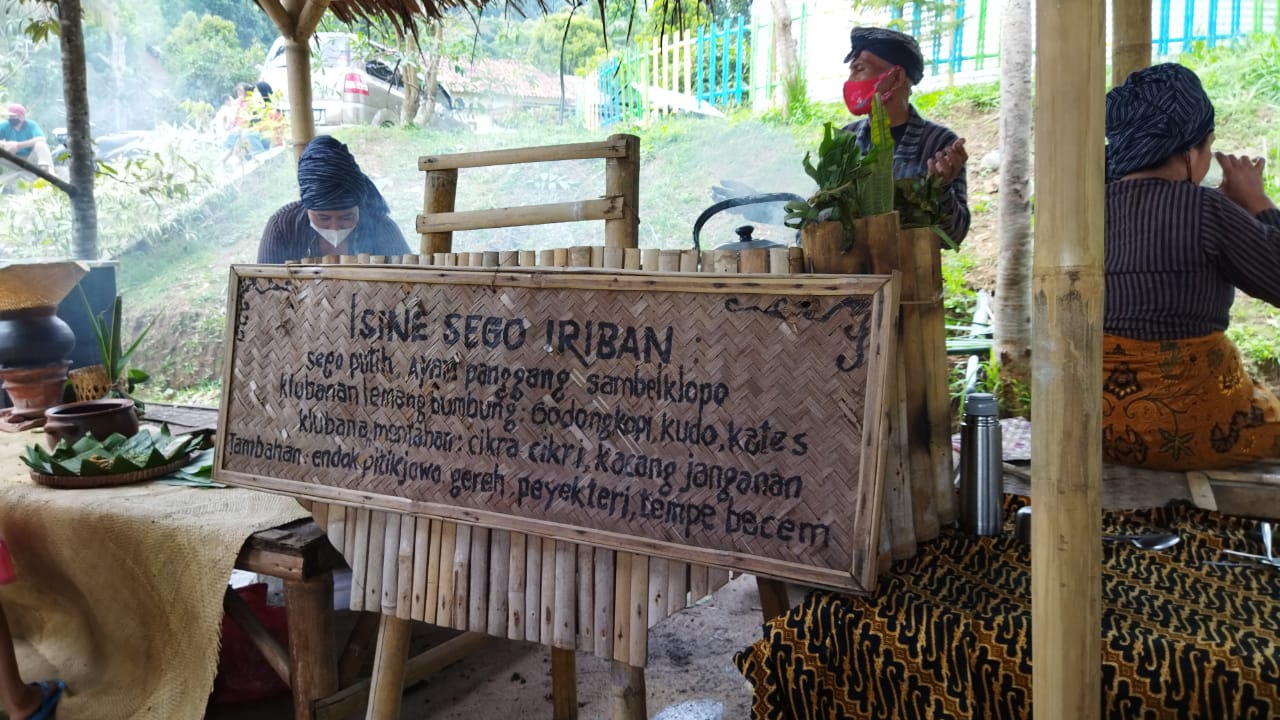 ISINE SEGO IRIBAN :
sego putih, Ayam panggang sambelklopo
klubanan lemang bumbung : Godongkopi, kudo, kates
klubana, mentahan : cikra cikri, kacang janganan
Tambahan : endok pitikjowo gereh, peyekteri, tempe bacem